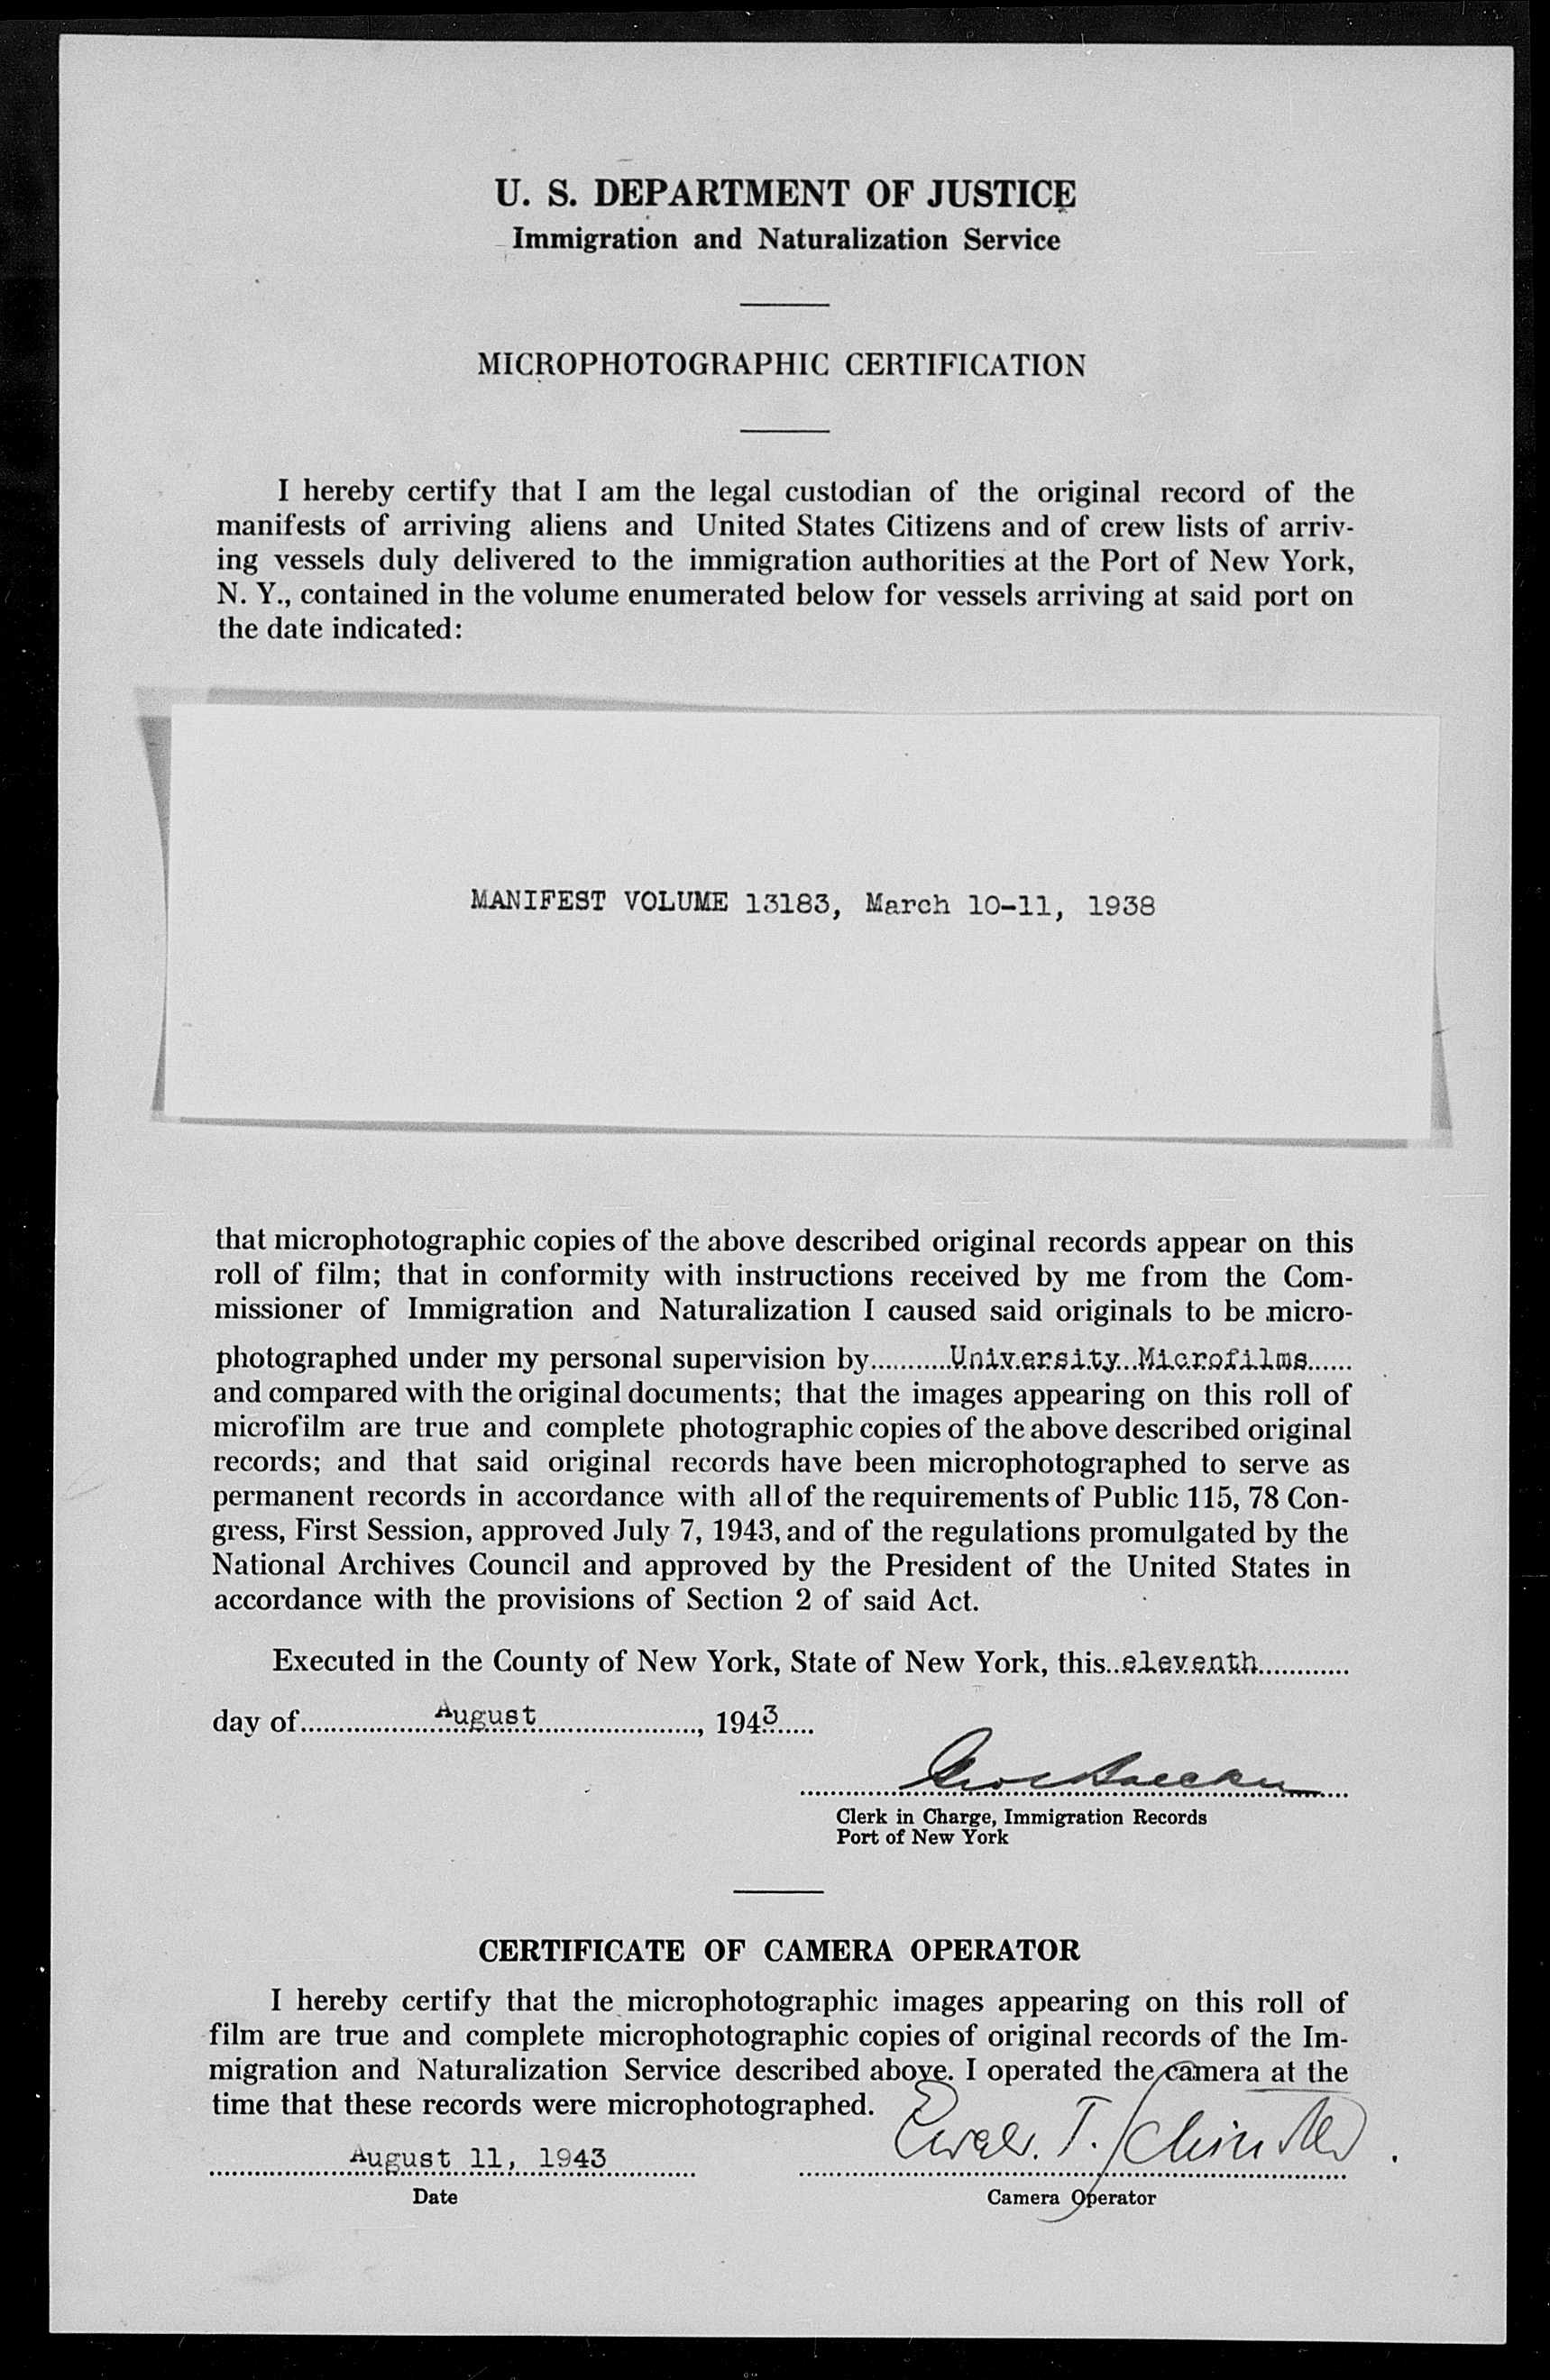 U. S. DEPARTMENT OF JUSTICE
Immigration and Naturalization Service
MICROPHOTOGRAPHIC CERTIFICATION
I hereby certify that I am the legal custodian of the original record of the
manifests of arriving aliens and United States Citizens and of crew lists of arriv-
ing vessels duly delivered to the immigration authorities at the Port of New York,
N. Y., contained in the volume enumerated below for vessels arriving at said port on
the date indicated:
MANIFEST VOLUME 13183, March 10-11, 1938
that microphotographic copies of the above described original records appear on this
roll of film; that in conformity with instructions received by me from the Com-
missioner of Immigration and Naturalization I caused said originals to be micro-
photographed under my personal supervision by University Microfilms
and compared with the original documents; that the images appearing on this roll of
microfilm are true and complete photographic copies of the above described original
records; and that said original records have been microphotographed to serve as
permanent records in accordance with all of the requirements of Public 115, 78 Con-
gress, First Session, approved July 7, 1943, and of the regulations promulgated by the
National Archives Council and approved by the President of the United States in
accordance with the provisions of Section 2 of said Act.
Executed in the County of New York, State of New York, this eleventh
day of August, 1943
Clerk in Charge, Immigration Records
Port of New York
CERTIFICATE OF CAMERA OPERATOR
I hereby certify that the microphotographic images appearing on this roll of
film are true and complete microphotographic copies of original records of the Im-
migration and Naturalization Service described above. I operated the camera at the
time that these records were microphotographed.
August 11, 1943
T.
Date
Camera Operator